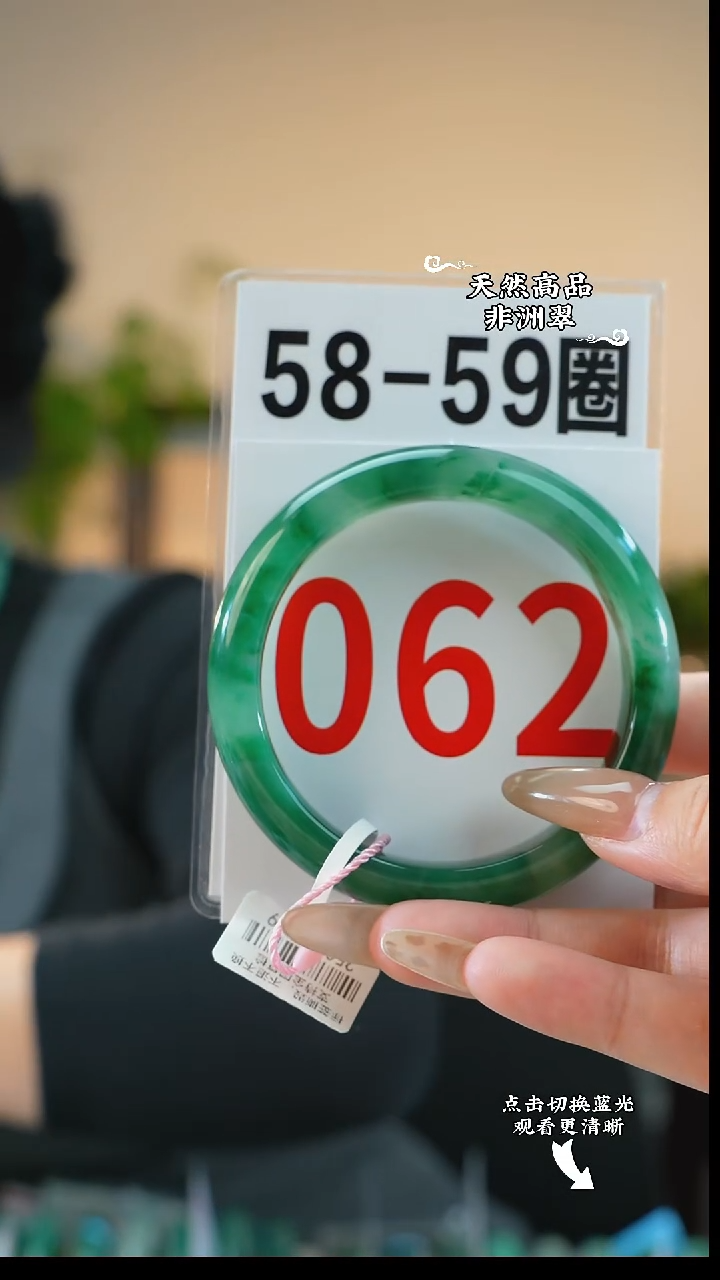 天然高品
非洲翠
58-59圈
062
点击切换蓝光
观看更清晰